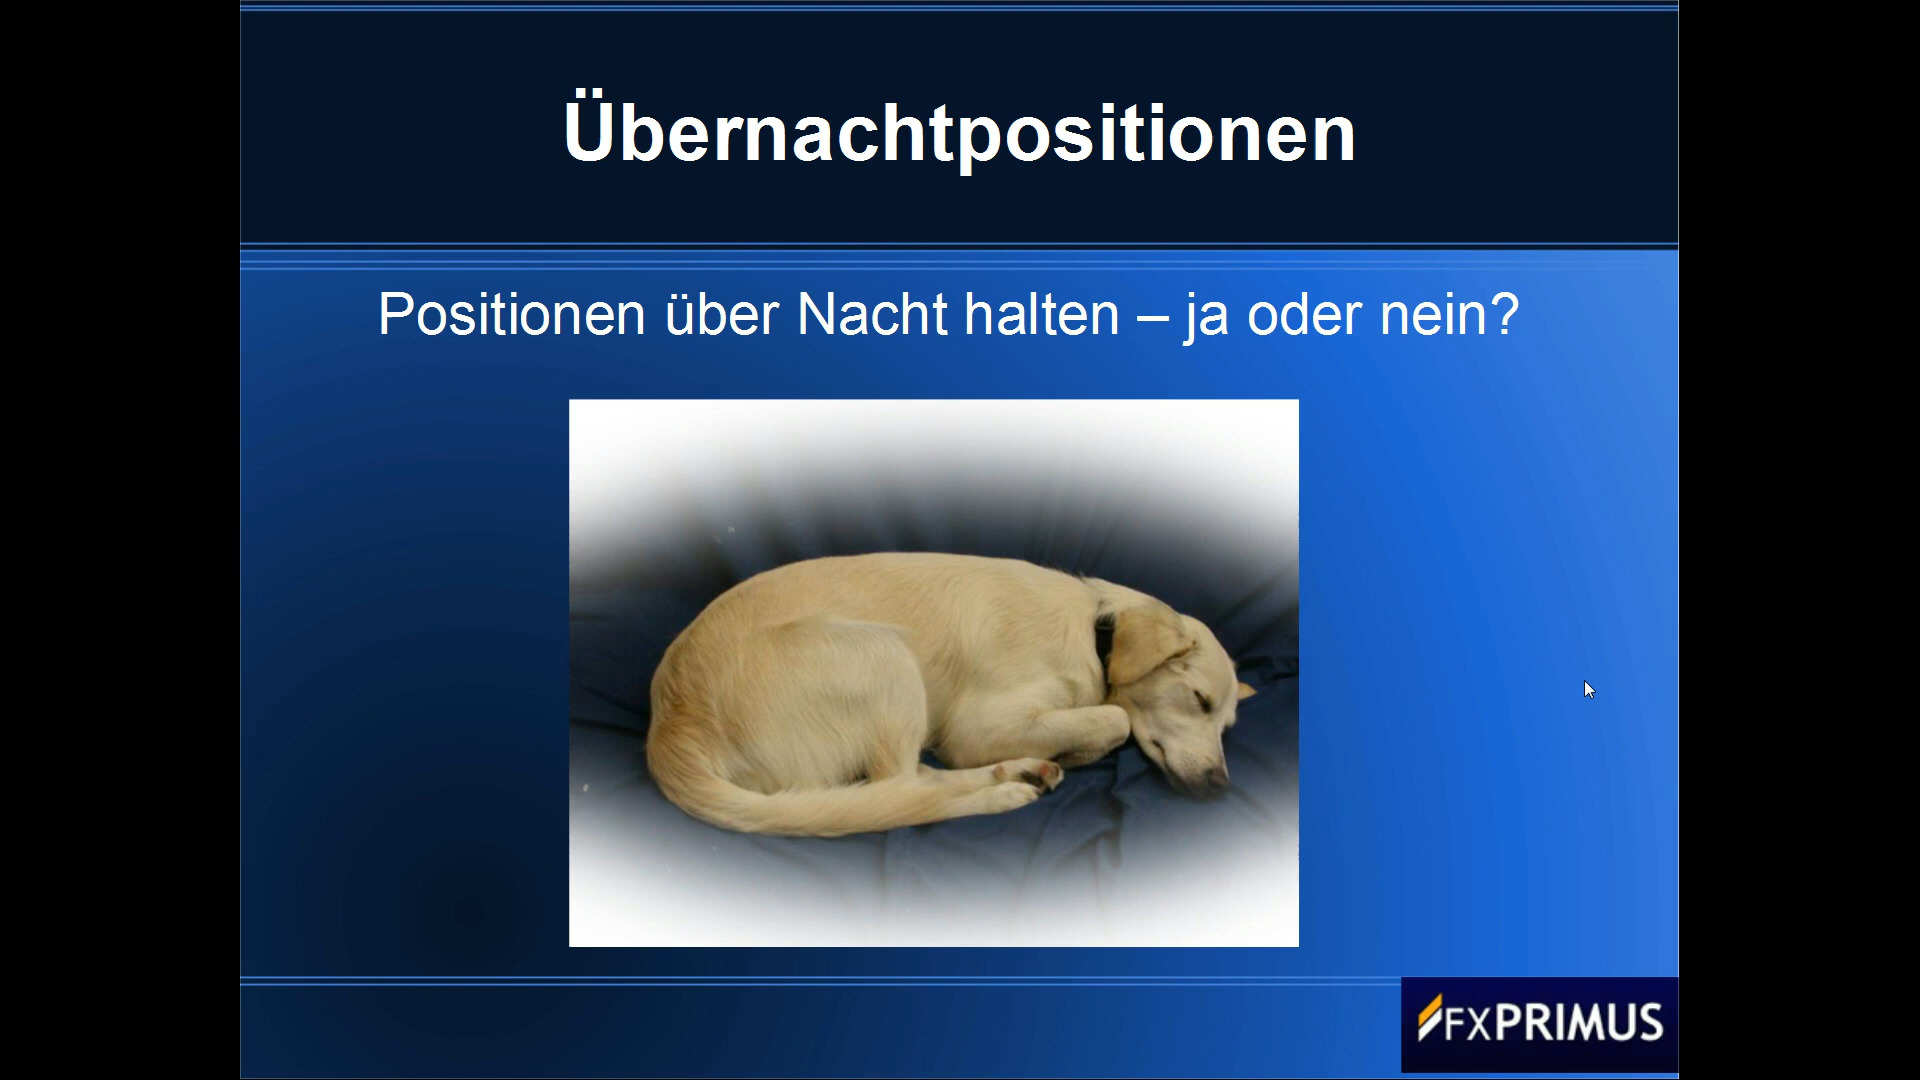 Übernachtpositionen
Positionen über Nacht halten – ja oder nein?
FXPRIMUS